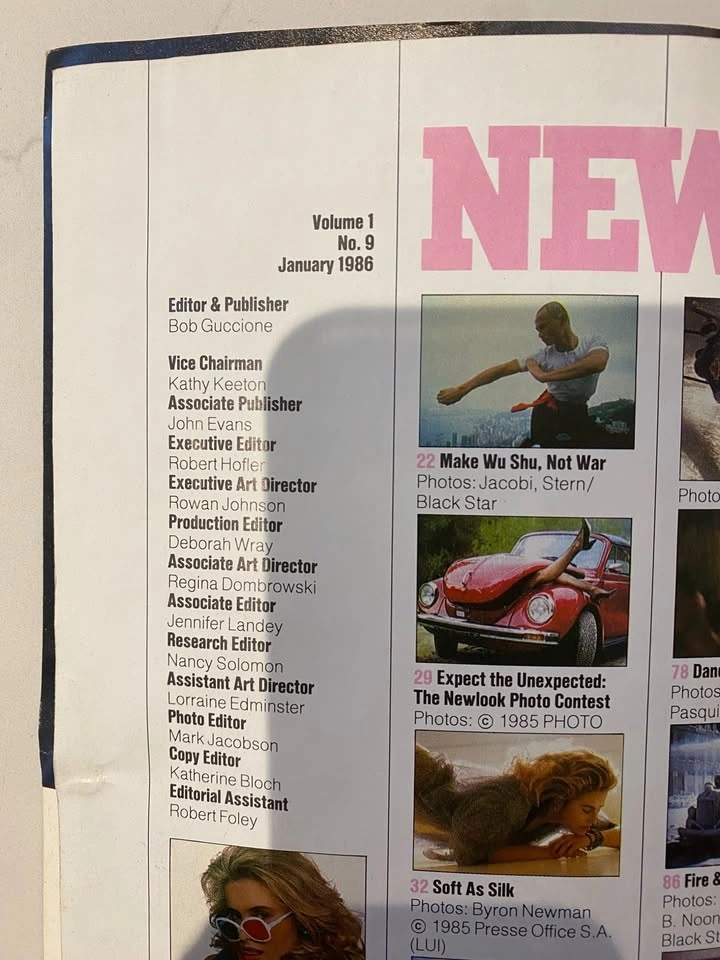 Volume 1
No. 9
January 1986
Editor & Publisher
Bob Guccione
Vice Chairman
Kathy Keeton
Associate Publisher
John Evans
Executive Editor
Robert Hofler
Executive Art Director
Rowan Johnson
Production Editor
Deborah Wray
Associate Art Director
Regina Dombrowski
Associate Editor
Jennifer Landey
Research Editor
Nancy Solomon
Assistant Art Director
Lorraine Edminster
Photo Editor
Mark Jacobson
Copy Editor
Katherine Bloch
Editorial Assistant
Robert Foley
NEW
22 Make Wu Shu, Not War
Photos: Jacobi, Stern/
Black Star
29 Expect the Unexpected:
The Newlook Photo Contest
Photos: © 1985 PHOTO
32 Soft As Silk
Photos: Byron Newman
© 1985 Presse Office S.A.
(LUI)
Photo
78 Dan
Photos
Pasqui
86 Fire &
Photos:
B. Noon
Black St